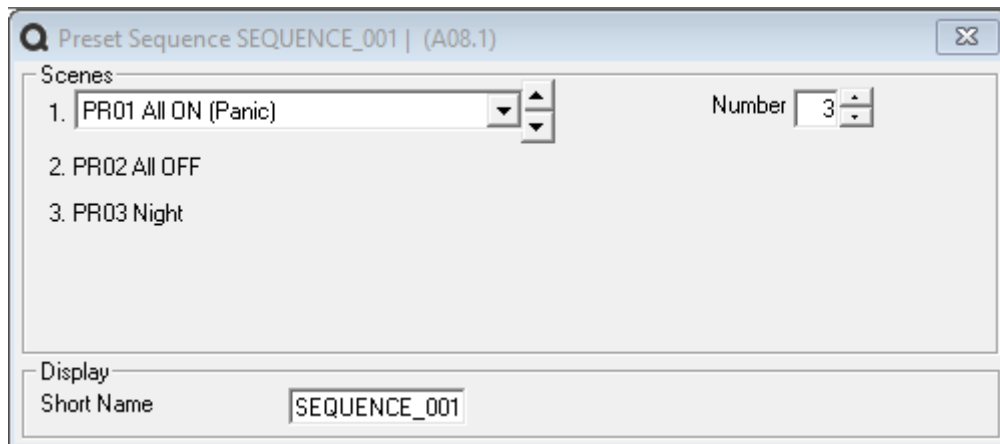 Preset Sequence SEQUENCE_001 | (A08.1)
Scenes
1. PR01 All ON (Panic)
Number 3
2. PR02 All OFF
3. PR03 Night
Display
Short Name SEQUENCE_001